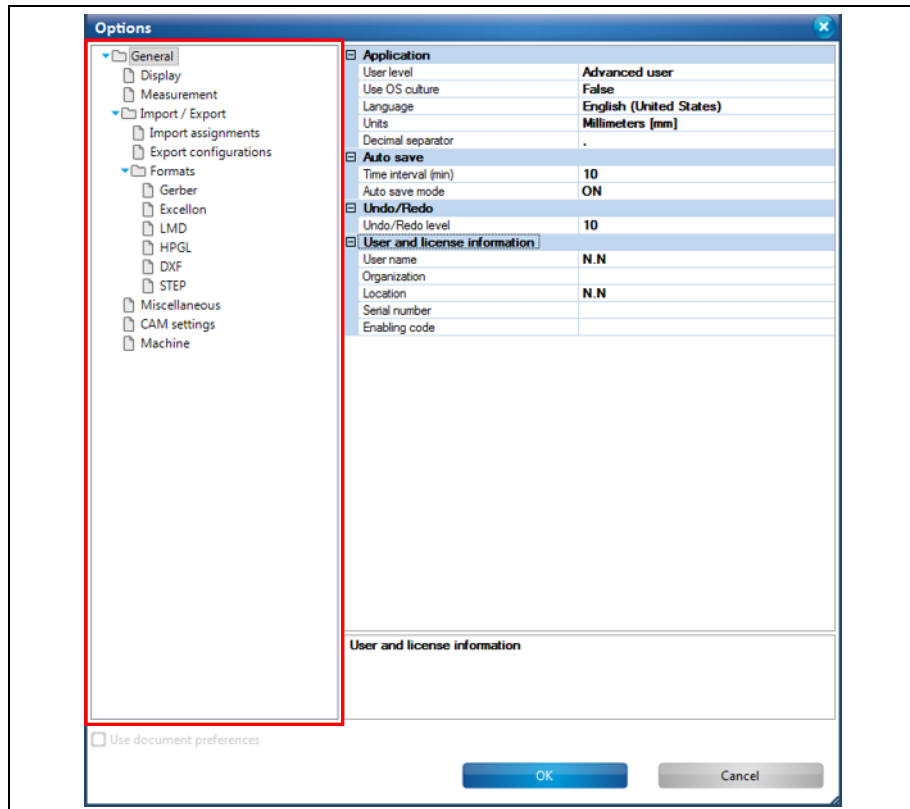 Options
General
Display
Measurement
Import / Export
Import assignments
Export configurations
Formats
Gerber
Excellon
LMD
HPGL
DXF
STEP
Miscellaneous
CAM settings
Machine
Application
User level Advanced user
Use OS culture False
Language English (United States)
Units Millimeters [mm]
Decimal separator .
Auto save
Time interval (min) 10
Auto save mode ON
Undo/Redo
Undo/Redo level 10
User and license information
User name N.N
Organization
Location N.N
Serial number
Enabling code
User and license information
Use document preferences
OK Cancel